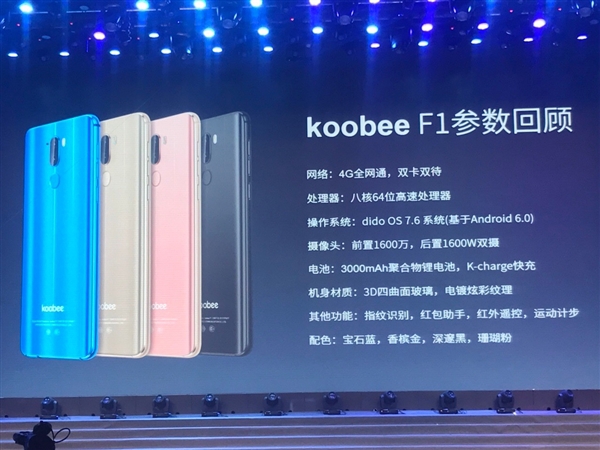 koobee F1参数回顾
网络：4G全网通，双卡双待
处理器：八核64位高速处理器
操作系统：dido OS 7.6 系统(基于Android 6.0)
摄像头：前置1600万，后置1600W双摄
电池：3000mAh聚合物锂电池，K-charge快充
机身材质：3D四曲面玻璃，电镀炫彩纹理
其他功能：指纹识别，红包助手，红外遥控，运动计步
配色：宝石蓝，香槟金，深邃黑，珊瑚粉
koobee
koobee
koobee
koobee